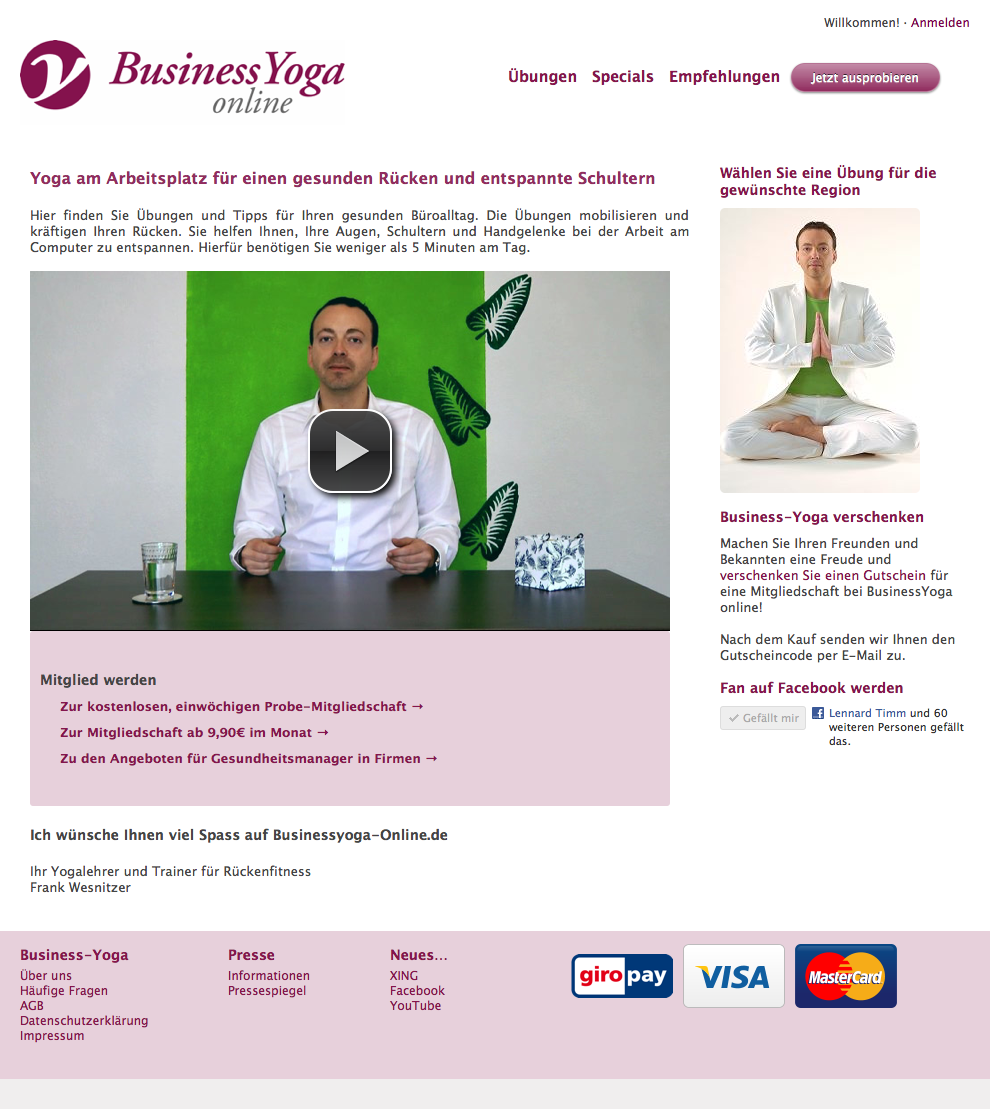 Willkommen! · Anmelden
Business Yoga
online
Übungen Specials Empfehlungen Jetzt ausprobieren
Yoga am Arbeitsplatz für einen gesunden Rücken und entspannte Schultern
Hier finden Sie Übungen und Tipps für Ihren gesunden Büroalltag. Die Übungen mobilisieren und
kräftigen Ihren Rücken. Sie helfen Ihnen, Ihre Augen, Schultern und Handgelenke bei der Arbeit am
Computer zu entspannen. Hierfür benötigen Sie weniger als 5 Minuten am Tag.
Mitglied werden
Zur kostenlosen, einwöchigen Probe-Mitgliedschaft →
Zur Mitgliedschaft ab 9,90€ im Monat →
Zu den Angeboten für Gesundheitsmanager in Firmen →
Ich wünsche Ihnen viel Spass auf Businessyoga-Online.de
Ihr Yogalehrer und Trainer für Rückenfitness
Frank Wesnitzer
Wählen Sie eine Übung für die
gewünschte Region
Business-Yoga verschenken
Machen Sie Ihren Freunden und
Bekannten eine Freude und
verschenken Sie einen Gutschein für
eine Mitgliedschaft bei BusinessYoga
online!
Nach dem Kauf senden wir Ihnen den
Gutscheincode per E-Mail zu.
Fan auf Facebook werden
Gefällt mir
Lennard Timm und 60
weiteren Personen gefällt
das.
Business-Yoga
Über uns
Häufige Fragen
AGB
Datenschutzerklärung
Impressum
Presse
Informationen
Pressespiegel
Neues...
XING
Facebook
YouTube
giropay
VISA
MasterCard